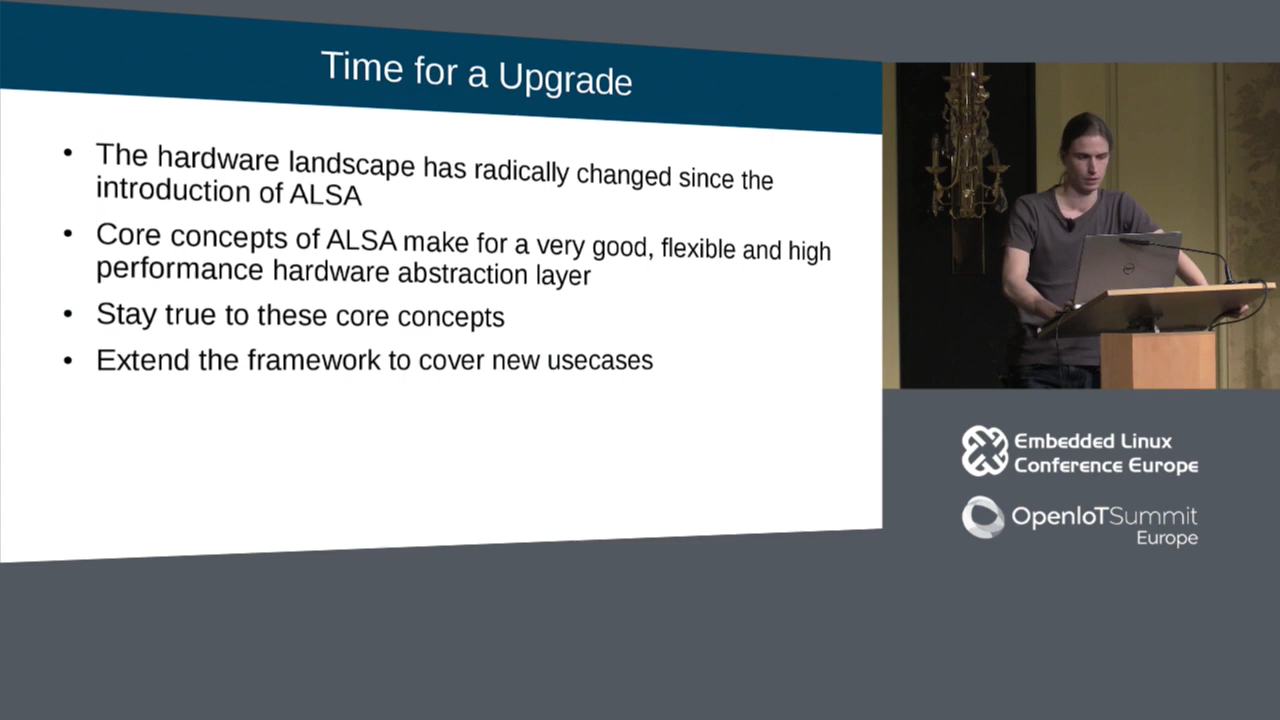 Time for a Upgrade
• The hardware landscape has radically changed since the
introduction of ALSA
• Core concepts of ALSA make for a very good, flexible and high
performance hardware abstraction layer
• Stay true to these core concepts
• Extend the framework to cover new usecases
Embedded Linux
Conference Europe
OpenIoTSummit
Europe